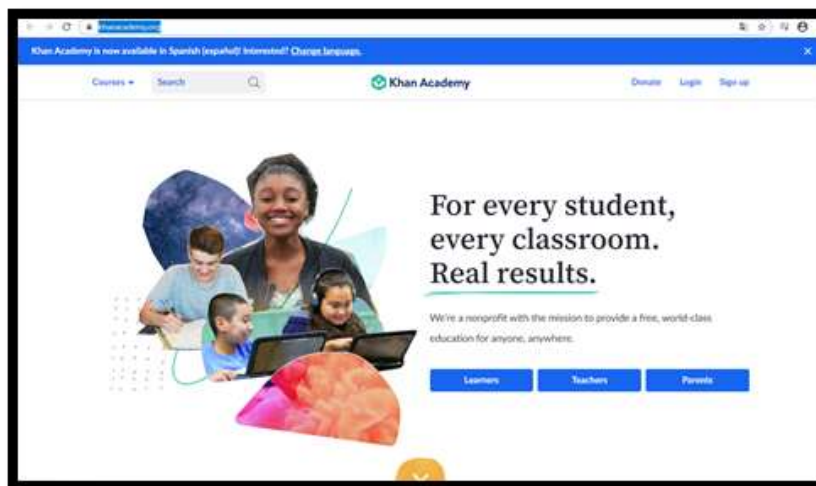 khanacademy.org
Khan Academy is now available in Spanish (español)! Interested? Change language.
Courses Search Khan Academy Donate Login Sign up
For every student,
every classroom.
Real results.
We're a nonprofit with the mission to provide a free, world-class
education for anyone, anywhere.
Learners Teachers Parents